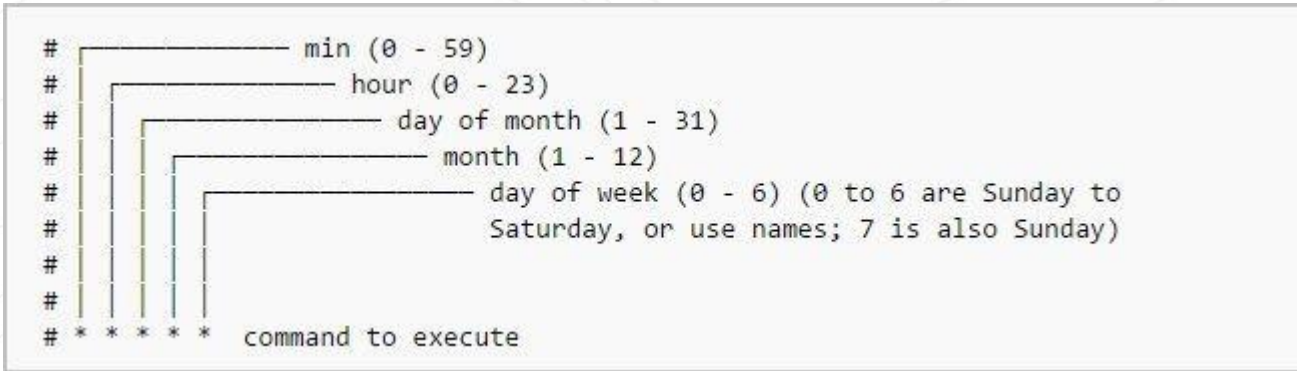 # ┌───────────── min (0 - 59)
# │ ┌────────────── hour (0 - 23)
# │ │ ┌─────────────── day of month (1 - 31)
# │ │ │ ┌──────────────── month (1 - 12)
# │ │ │ │ ┌───────────────── day of week (0 - 6) (0 to 6 are Sunday to
# │ │ │ │ │                  Saturday, or use names; 7 is also Sunday)
# │ │ │ │ │
# │ │ │ │ │
# * * * * *  command to execute